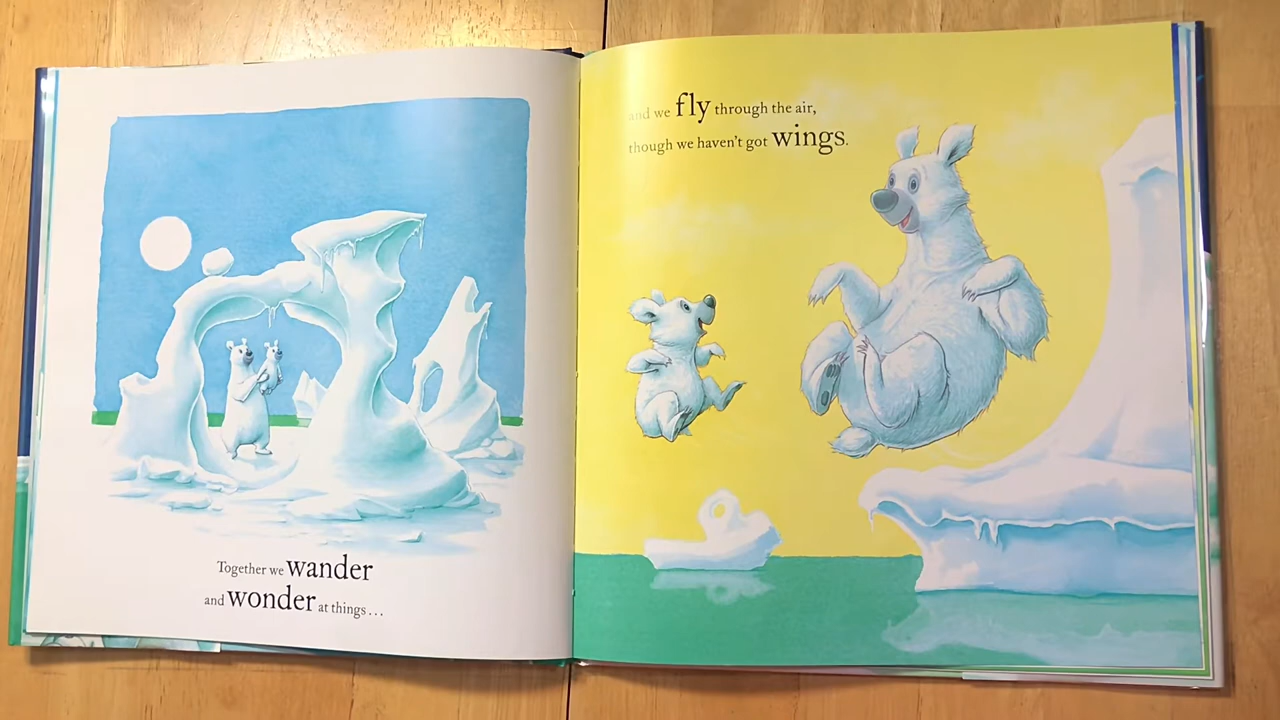 Together we wander
and wonder at things...
and we fly through the air,
though we haven't got wings.